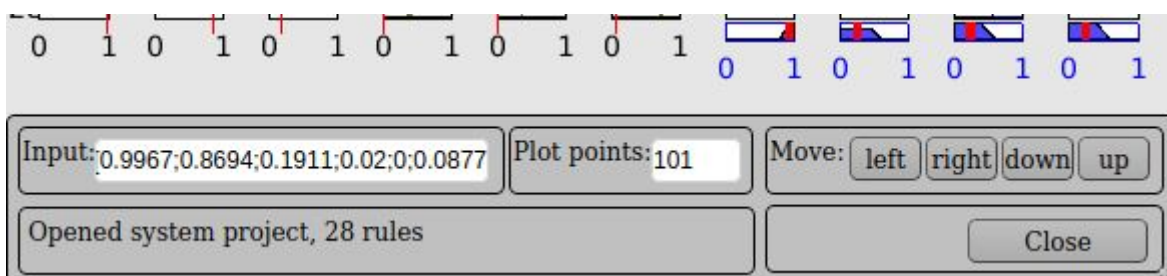 0 1 0 1 0 1 0 1 0 1 0 1
0 1 0 1 0 1 0 1
Input: 0.9967;0.8694;0.1911;0.02;0;0.0877 Plot points: 101 Move: left right down up
Opened system project, 28 rules Close